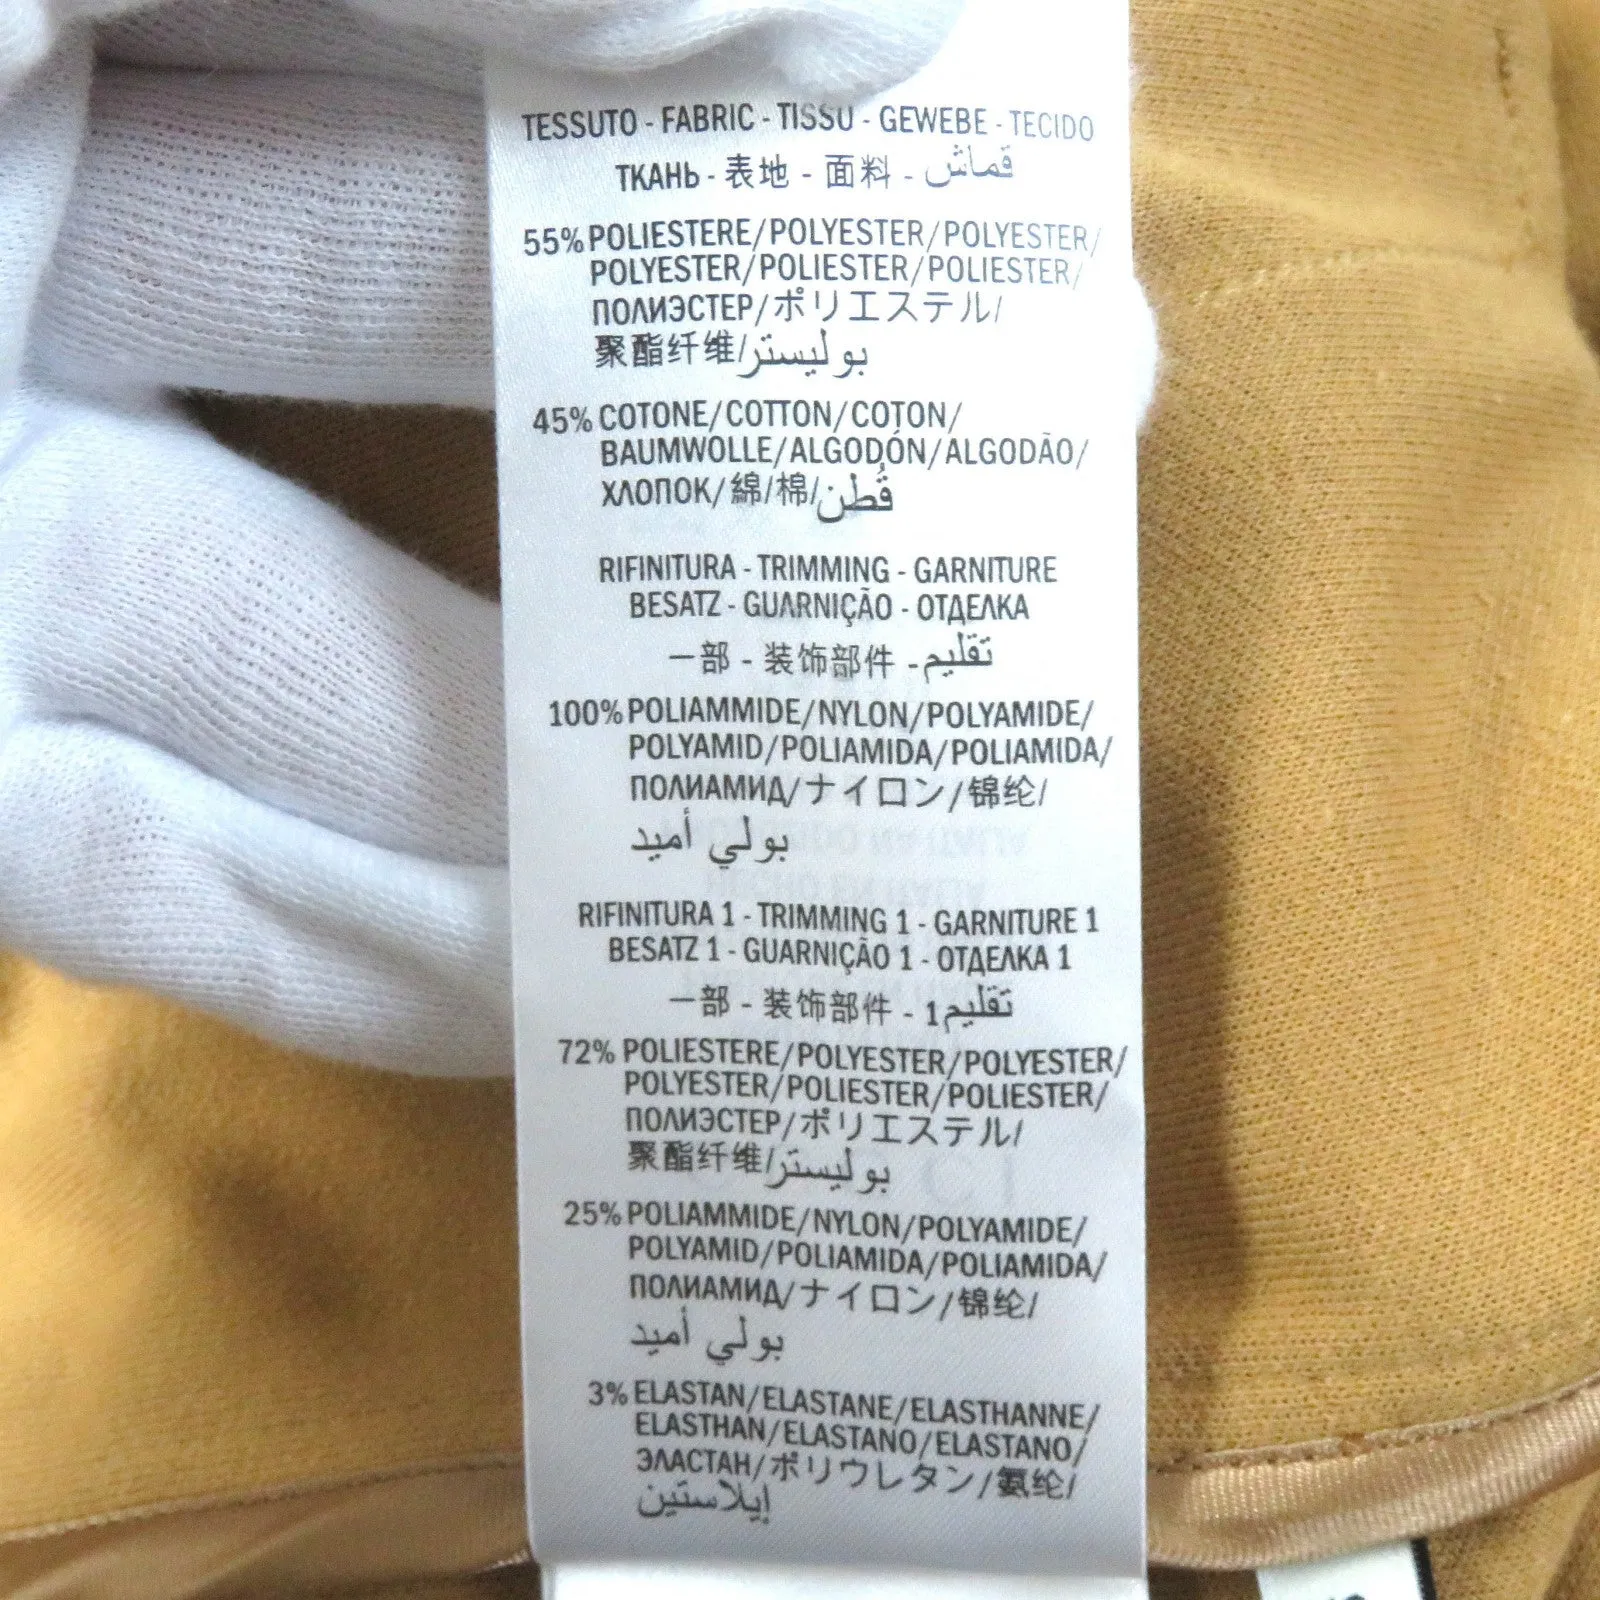 TESSUTO - FABRIC - TISSU - GEWEBE - TECIDO
ТКАНЬ - 表地 - 面料 - قماش
55% POLIESTERE/POLYESTER/POLYESTER/
POLYESTER/POLIESTER/POLIESTER/
ПОЛИЭСТЕР/ポリエステル/
聚酯纤维/بوليستر
45% COTONE/COTTON/COTON/
BAUMWOLLE/ALGODÓN/ALGODÃO/
ХЛОПОК/綿/棉/قُطن
RIFINITURA - TRIMMING - GARNITURE
BESATZ - GUARNIÇÃO - ОТДЕЛКА
一部 - 装饰部件 - تقليم
100% POLIAMMIDE/NYLON/POLYAMIDE/
POLYAMID/POLIAMIDA/POLIAMIDA/
ПОЛИАМИД/ナイロン/锦纶/
بولي أميد
RIFINITURA 1 - TRIMMING 1 - GARNITURE 1
BESATZ 1 - GUARNIÇÃO 1 - ОТДЕЛКА 1
一部 - 装饰部件 - تقليم1
72% POLIESTERE/POLYESTER/POLYESTER/
POLYESTER/POLIESTER/POLIESTER/
ПОЛИЭСТЕР/ポリエステル/
聚酯纤维/بوليستر
25% POLIAMMIDE/NYLON/POLYAMIDE/
POLYAMID/POLIAMIDA/POLIAMIDA/
ПОЛИАМИД/ナイロン/锦纶/
بولي أميد
3% ELASTAN/ELASTANE/ELASTHANNE/
ELASTHAN/ELASTANO/ELASTANO/
ЭЛАСТАН/ポリウレタン/氨纶/
إيلاستين